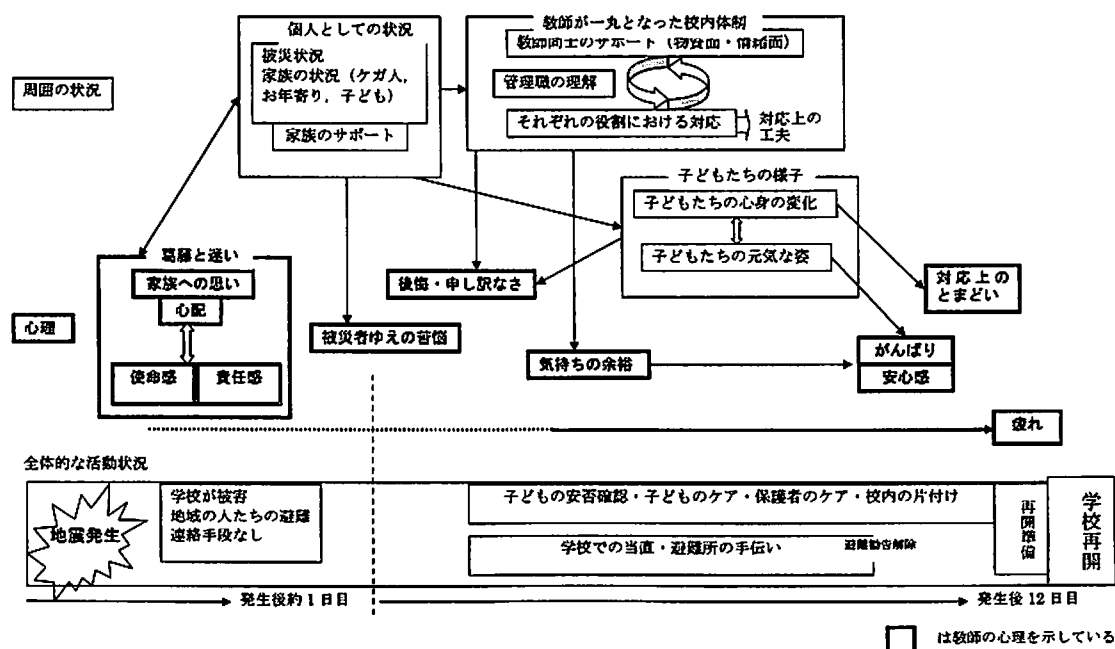 個人としての状況
被災状況
家族の状況（ケガ人，
お年寄り，子ども）
家族のサポート
教師が一丸となった校内体制
教師同士のサポート（物資面・情緒面）
管理職の理解
それぞれの役割における対応
対応上の
工夫
周囲の状況
子どもたちの様子
子どもたちの心身の変化
子どもたちの元気な姿
葛藤と迷い
家族への思い
心配
使命感
責任感
心理
後悔・申し訳なさ
対応上の
とまどい
被災者ゆえの苦悩
気持ちの余裕
がんばり
安心感
疲れ
全体的な活動状況
地震発生
学校が被害
地域の人たちの避難
連絡手段なし
子どもの安否確認・子どものケア・保護者のケア・校内の片付け
学校での当直・避難所の手伝い
避難勧告解除
再開準備
学校再開
発生後約1日目
発生後12日目
は教師の心理を示している